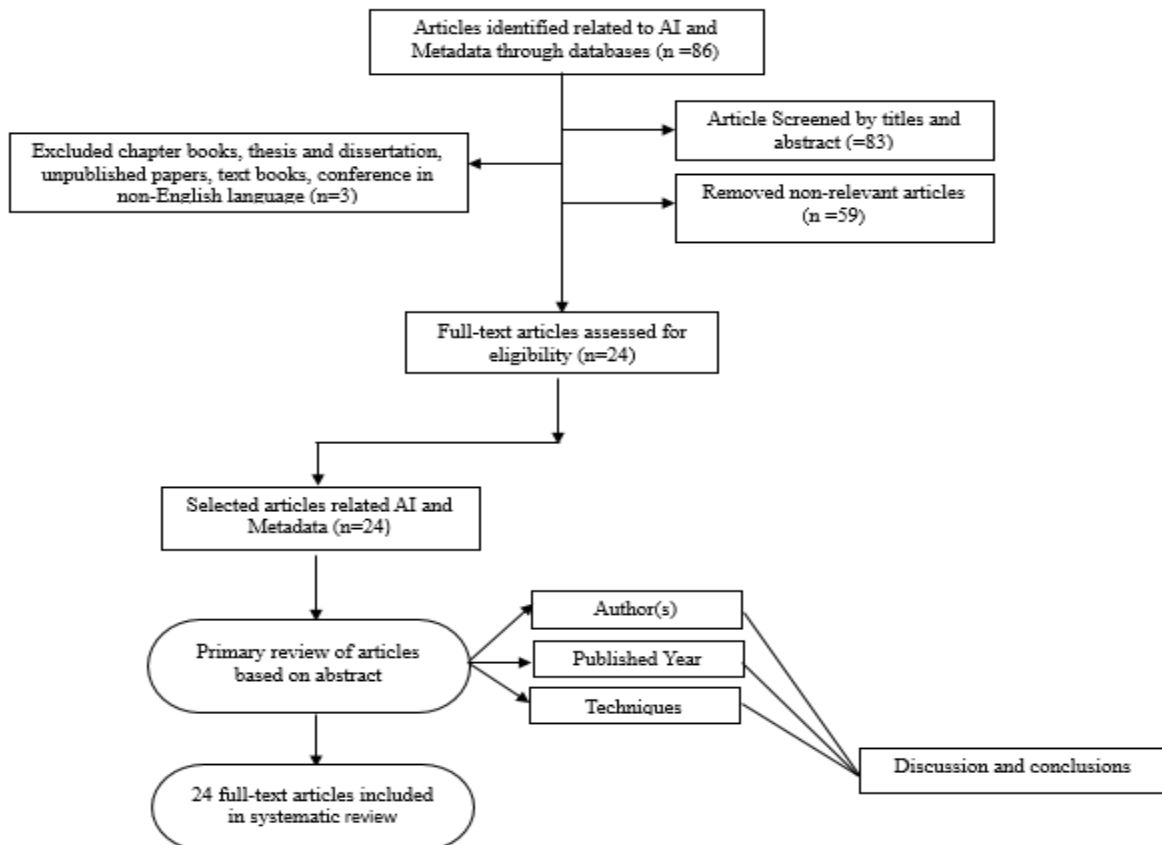 Articles identified related to AI and
Metadata through databases (n =86)
Article Screened by titles and
abstract (=83)
Excluded chapter books, thesis and dissertation,
unpublished papers, text books, conference in
non-English language (n=3)
Removed non-relevant articles
(n =59)
Full-text articles assessed for
eligibility (n=24)
Selected articles related AI and
Metadata (n=24)
Primary review of articles
based on abstract
Author(s)
Published Year
Techniques
Discussion and conclusions
24 full-text articles included
in systematic review